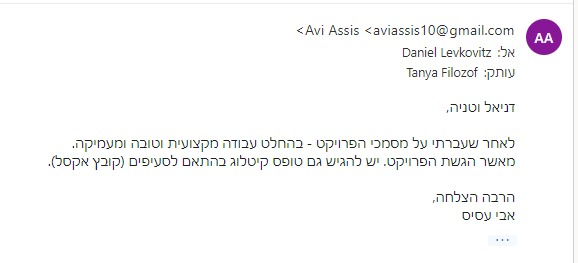 AA
Avi Assis <aviassis10@gmail.com>
אל: Daniel Levkovitz
עותק: Tanya Filozof
דניאל וטניה,
לאחר שעברתי על מסמכי הפרויקט - בהחלט עבודה מקצועית וטובה ומעמיקה.
מאשר הגשת הפרויקט. יש להגיש גם טופס קיטלוג בהתאם לסעיפים (קובץ אקסל).
הרבה הצלחה,
אבי עסיס
...